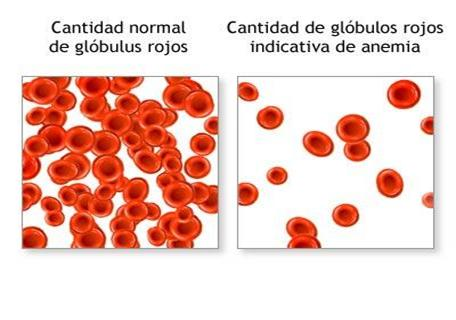 Cantidad normal
de glóbulus rojos
Cantidad de glóbulos rojos
indicativa de anemia